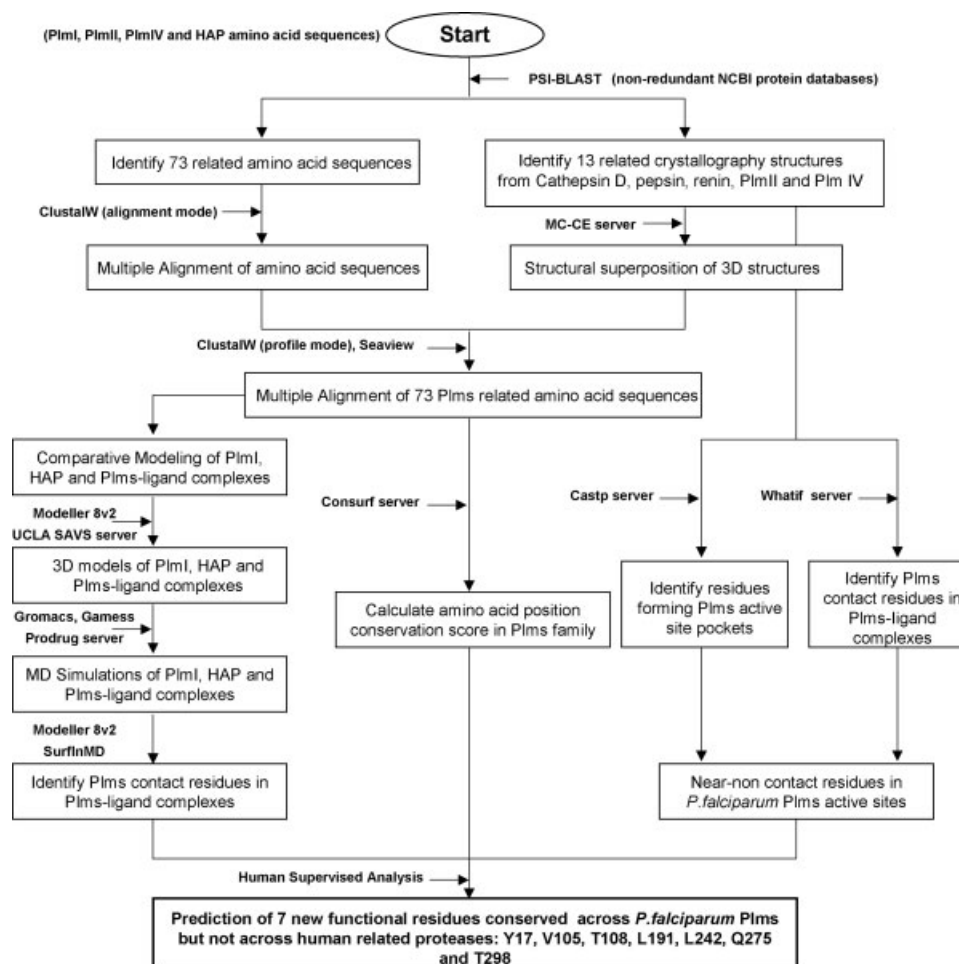 (PlmI, PlmII, PlmIV and HAP amino acid sequences)
Start
PSI-BLAST (non-redundant NCBI protein databases)
Identify 73 related amino acid sequences
Identify 13 related crystallography structures
from Cathepsin D, pepsin, renin, PlmII and Plm IV
ClustalW (alignment mode)
MC-CE server
Multiple Alignment of amino acid sequences
Structural superposition of 3D structures
ClustalW (profile mode), Seaview
Multiple Alignment of 73 Plms related amino acid sequences
Comparative Modeling of PlmI,
HAP and Plms-ligand complexes
Consurf server
Castp server
Whatif server
Modeller 8v2
UCLA SAVS server
3D models of PlmI, HAP and
Plms-ligand complexes
Calculate amino acid position
conservation score in Plms family
Identify residues
forming Plms active
site pockets
Identify Plms
contact residues in
Plms-ligand
complexes
Gromacs, Gamess
Prodrug server
MD Simulations of PlmI, HAP and
Plms-ligand complexes
Modeller 8v2
SurfInMD
Identify Plms contact residues in
Plms-ligand complexes
Near-non contact residues in
P.falciparum Plms active sites
Human Supervised Analysis
Prediction of 7 new functional residues conserved across P.falciparum Plms
but not across human related proteases: Y17, V105, T108, L191, L242, Q275
and T298